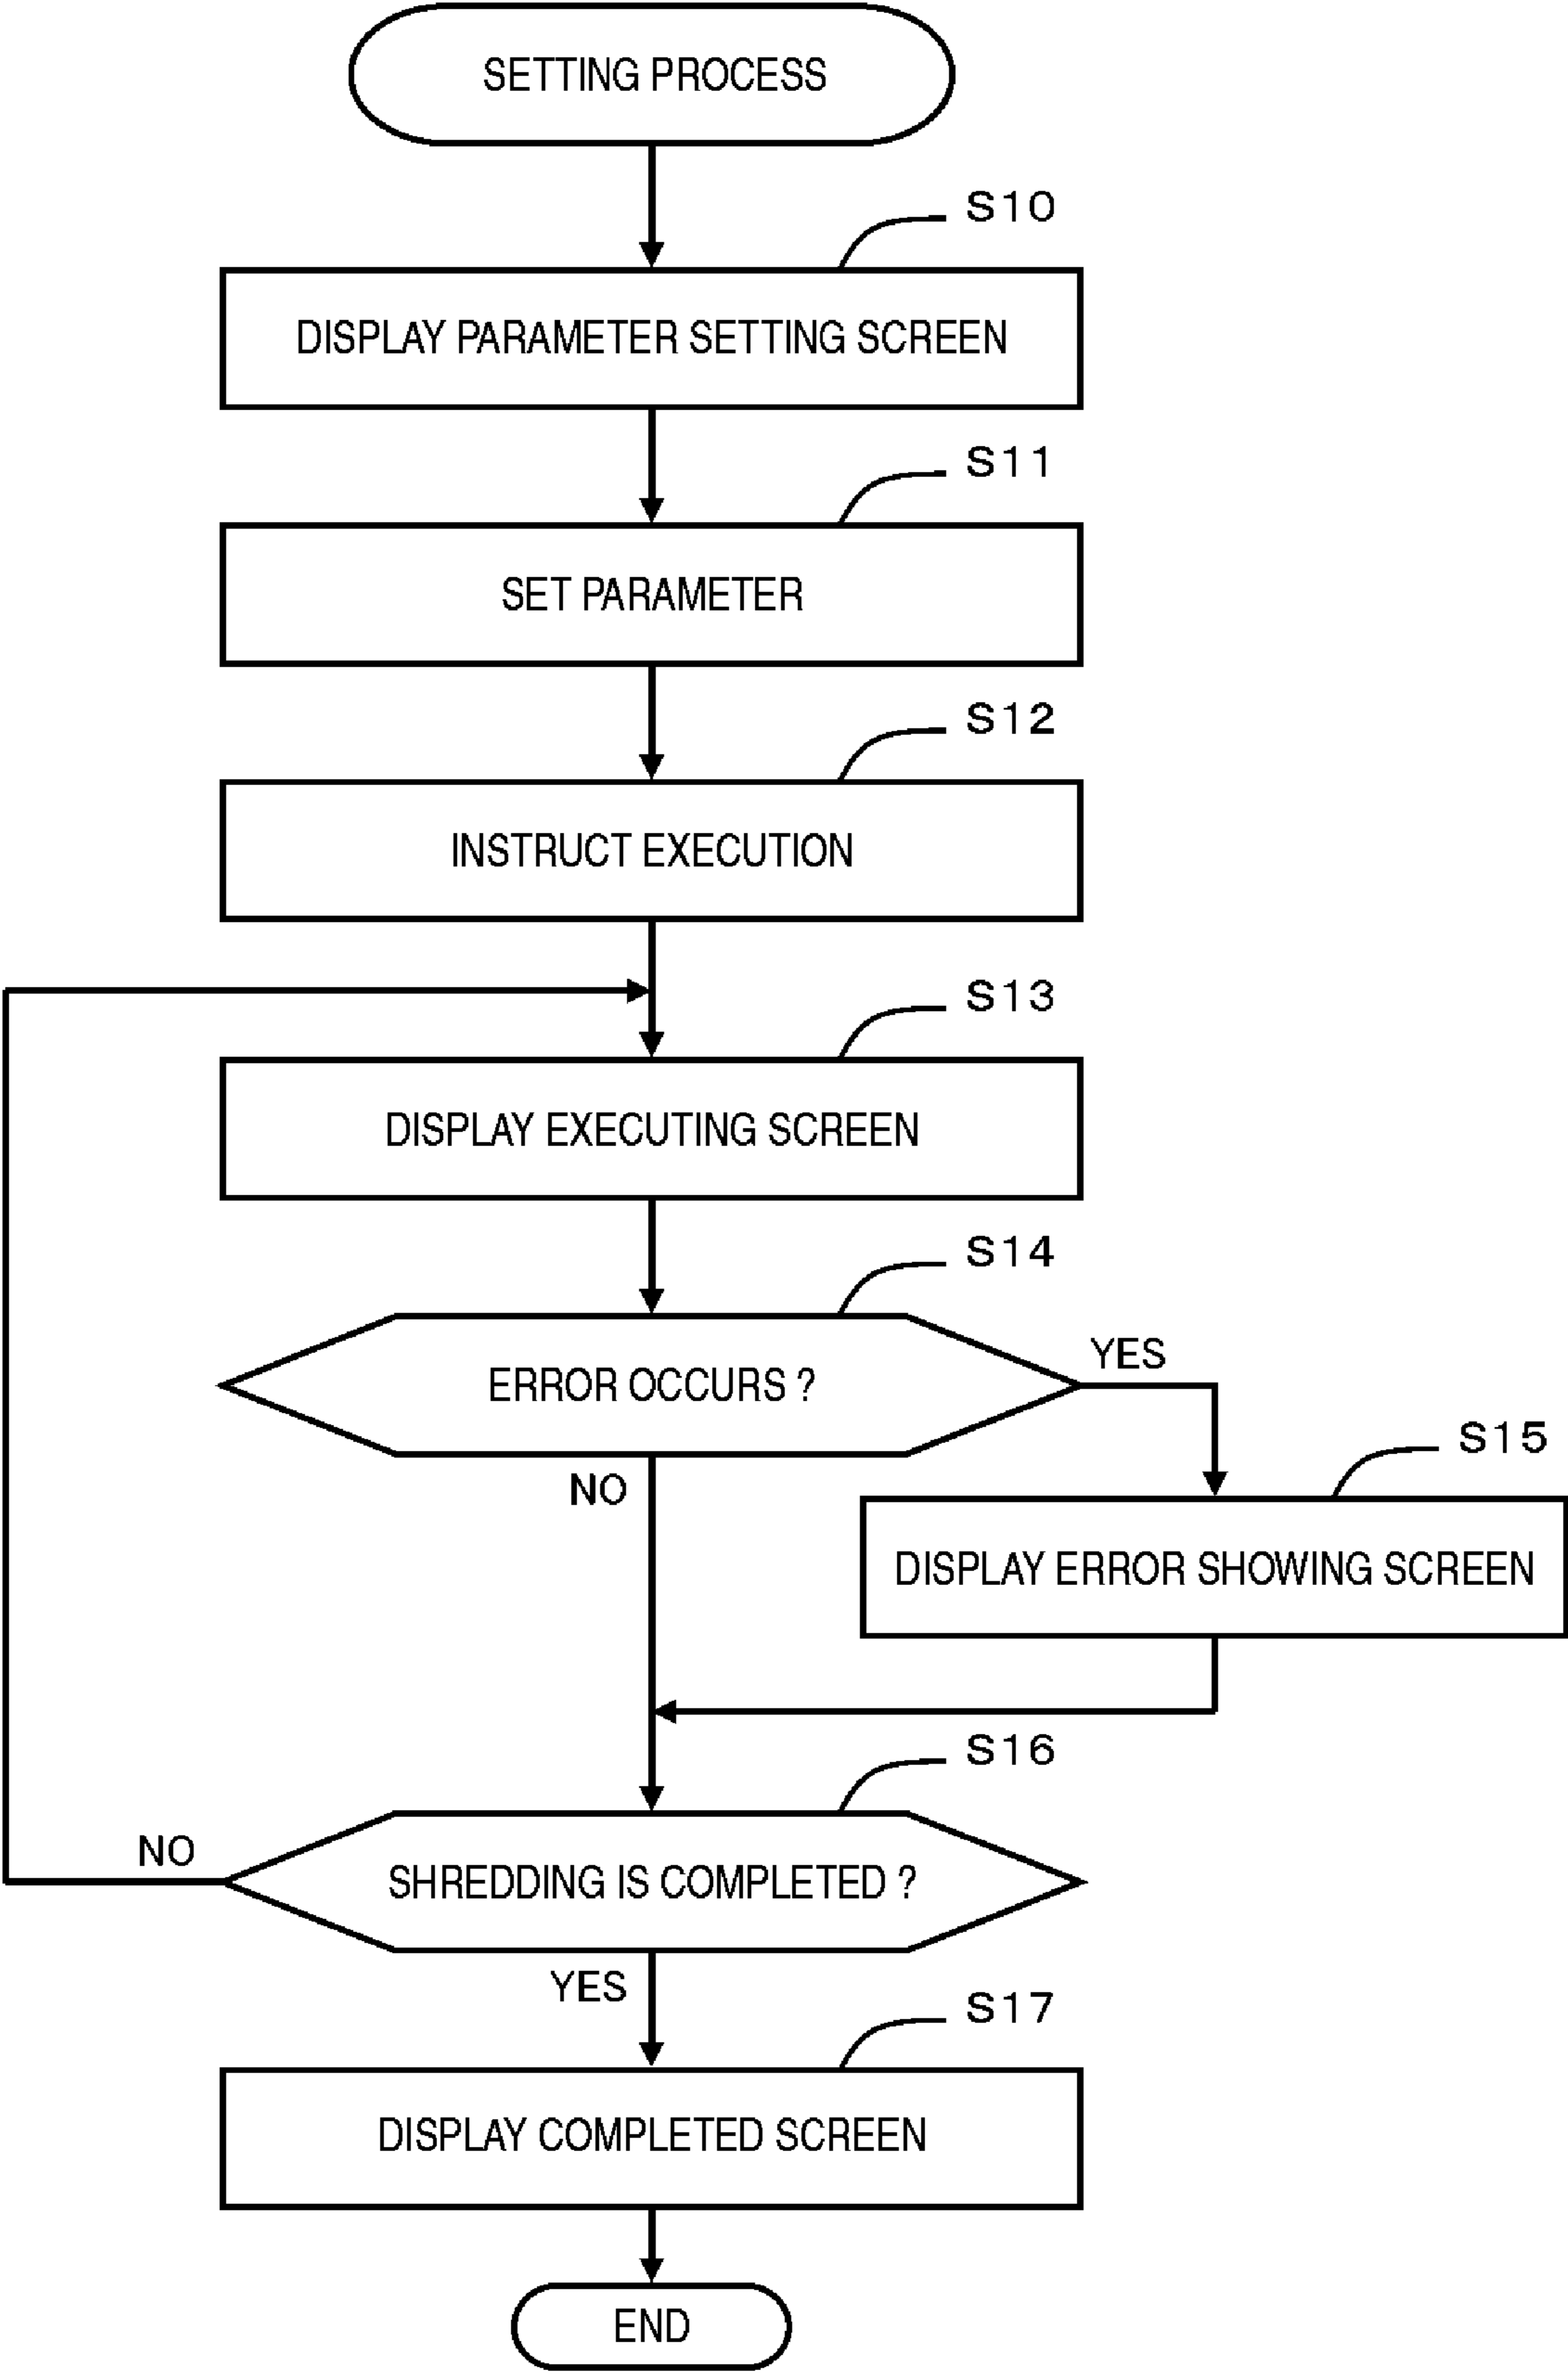 SETTING PROCESS
S10
DISPLAY PARAMETER SETTING SCREEN
S11
SET PARAMETER
S12
INSTRUCT EXECUTION
S13
DISPLAY EXECUTING SCREEN
S14
ERROR OCCURS ?
YES
NO
S15
DISPLAY ERROR SHOWING SCREEN
S16
NO
SHREDDING IS COMPLETED ?
YES
S17
DISPLAY COMPLETED SCREEN
END